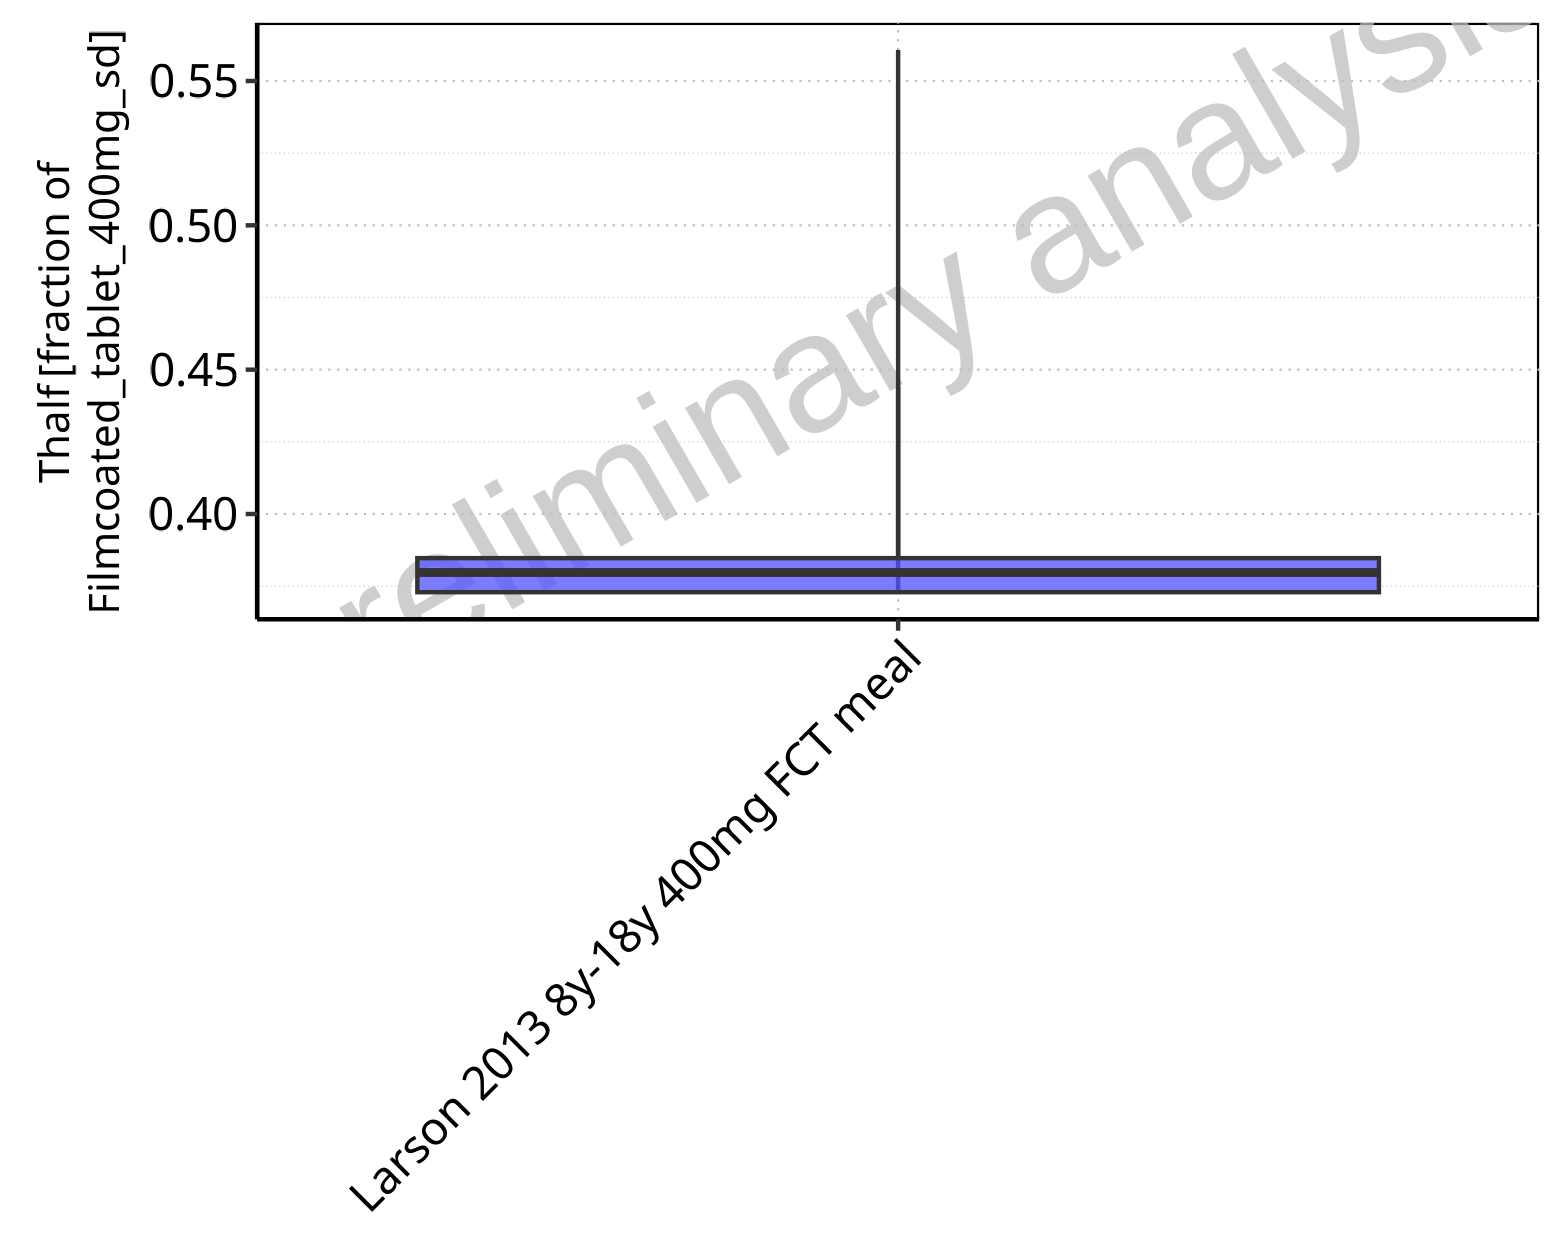 Thalf [fraction of
Filmcoated_tablet_400mg_sd]
0.55
0.50
0.45
0.40
reliminary analysis
Larson 2013 8y-18y 400mg FCT meal